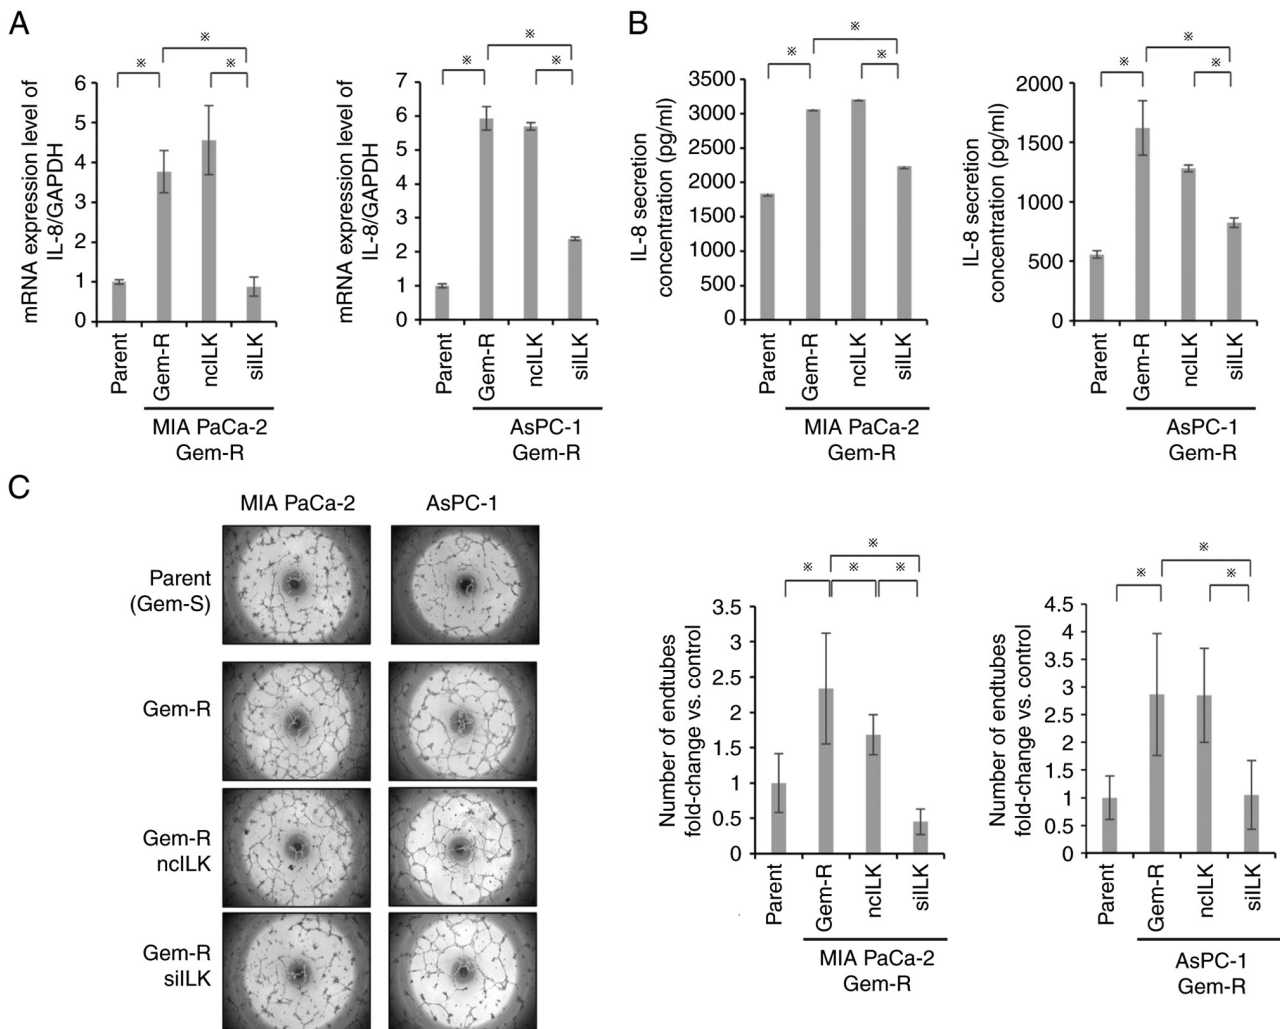 A
※
※ ※
mRNA expression level of
IL-8/GAPDH
6
5
4
3
2
1
0
Parent
Gem-R
ncILK
siILK
MIA PaCa-2
Gem-R
※
※ ※
mRNA expression level of
IL-8/GAPDH
7
6
5
4
3
2
1
0
Parent
Gem-R
ncILK
siILK
AsPC-1
Gem-R
B
※
※ ※
IL-8 secretion
concentration (pg/ml)
3500
3000
2500
2000
1500
1000
500
0
Parent
Gem-R
ncILK
siILK
MIA PaCa-2
Gem-R
※
※ ※
IL-8 secretion
concentration (pg/ml)
2000
1500
1000
500
0
Parent
Gem-R
ncILK
siILK
AsPC-1
Gem-R
C
MIA PaCa-2 AsPC-1
Parent
(Gem-S)
Gem-R
Gem-R
ncILK
Gem-R
siILK
※
※ ※ ※
Number of endtubes
fold-change vs. control
3.5
3
2.5
2
1.5
1
0.5
0
Parent
Gem-R
ncILK
siILK
MIA PaCa-2
Gem-R
※
※ ※
Number of endtubes
fold-change vs. control
4.5
4
3.5
3
2.5
2
1.5
1
0.5
0
Parent
Gem-R
ncILK
siILK
AsPC-1
Gem-R